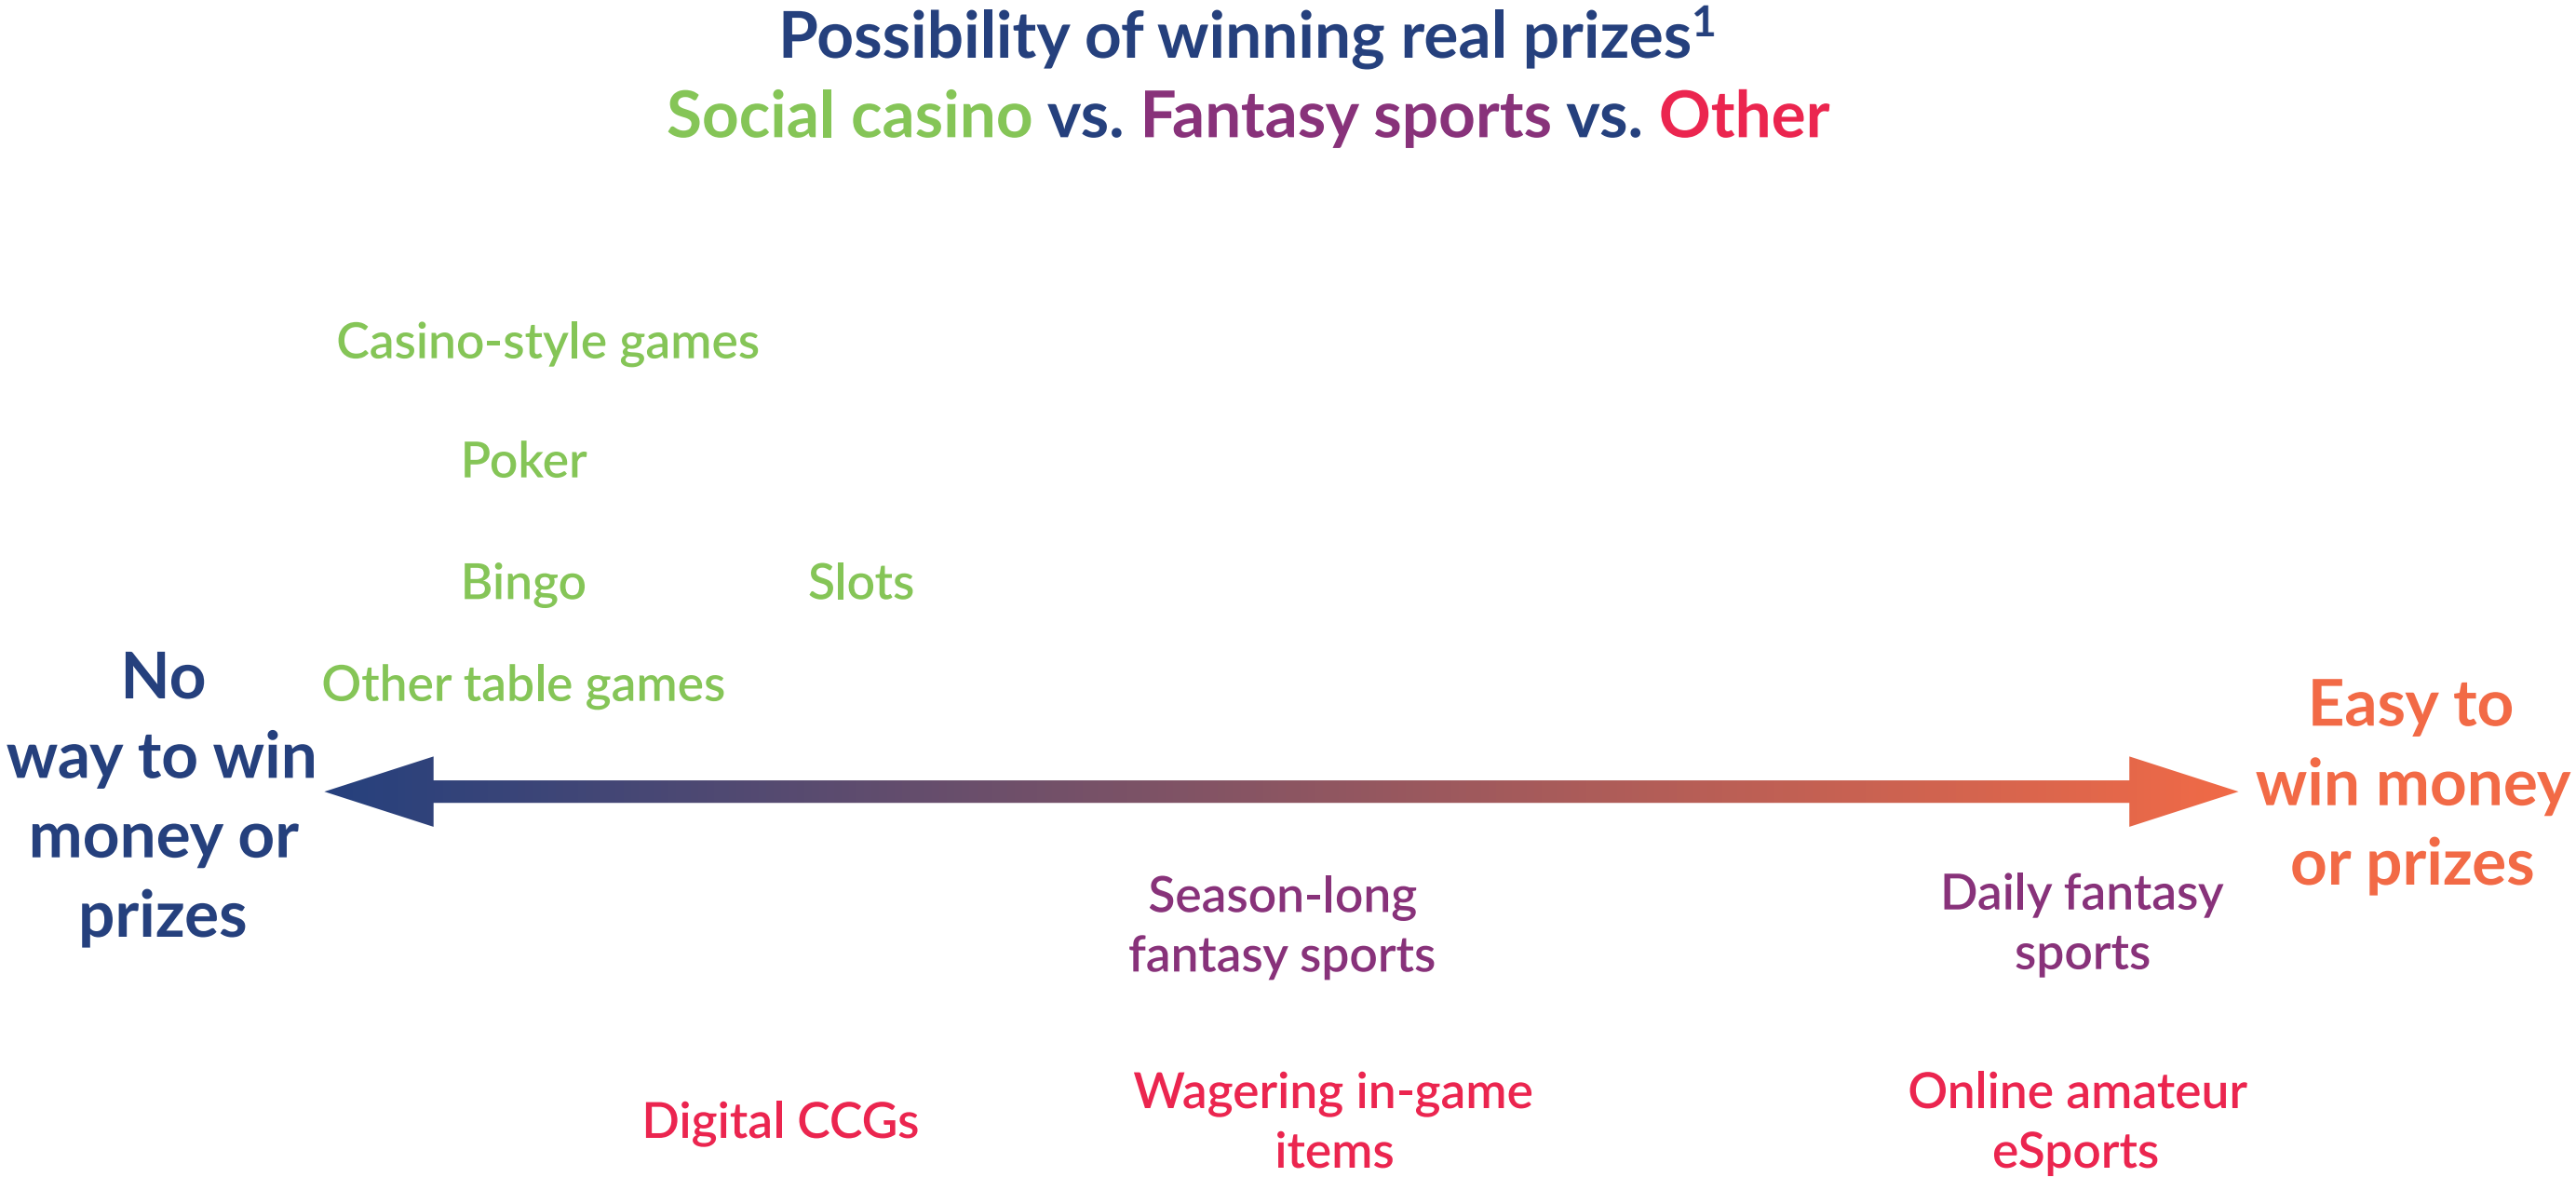 Possibility of winning real prizes¹
Social casino vs. Fantasy sports vs. Other
Casino-style games
Poker
Bingo
Slots
Other table games
No
way to win
money or
prizes
Easy to
win money
or prizes
Season-long
fantasy sports
Daily fantasy
sports
Digital CCGs
Wagering in-game
items
Online amateur
eSports